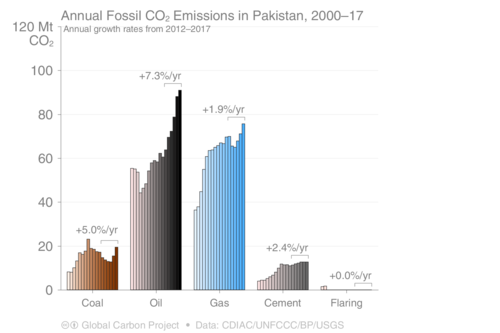 Annual Fossil CO₂ Emissions in Pakistan, 2000–17
120 Mt
CO₂
Annual growth rates from 2012–2017
100
80
60
40
20
0
+5.0%/yr
+7.3%/yr
+1.9%/yr
+2.4%/yr
+0.0%/yr
Coal
Oil
Gas
Cement
Flaring
Global Carbon Project • Data: CDIAC/UNFCCC/BP/USGS